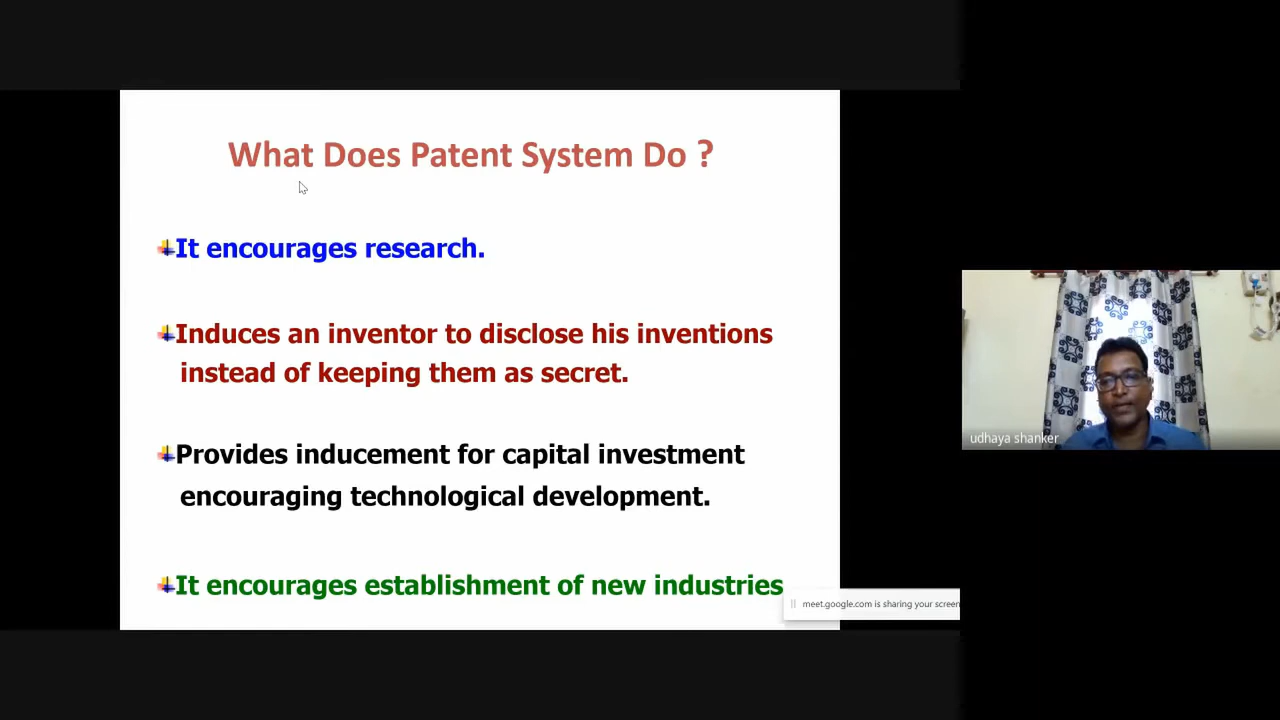 What Does Patent System Do ?
It encourages research.
Induces an inventor to disclose his inventions
instead of keeping them as secret.
Provides inducement for capital investment
encouraging technological development.
It encourages establishment of new industries
meet.google.com is sharing your screen
udhaya shanker